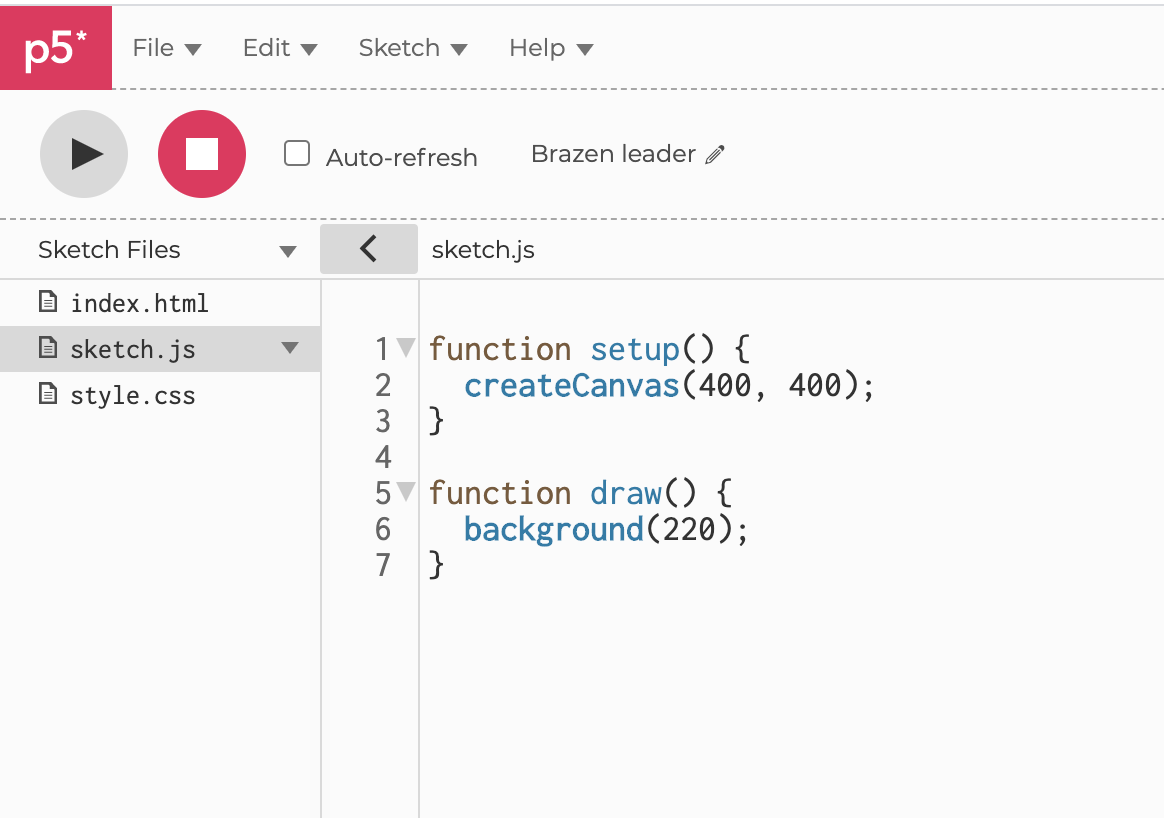 p5*
File Edit Sketch Help
Auto-refresh Brazen leader
Sketch Files sketch.js
index.html
sketch.js
style.css
1 function setup() {
2   createCanvas(400, 400);
3 }
4
5 function draw() {
6   background(220);
7 }